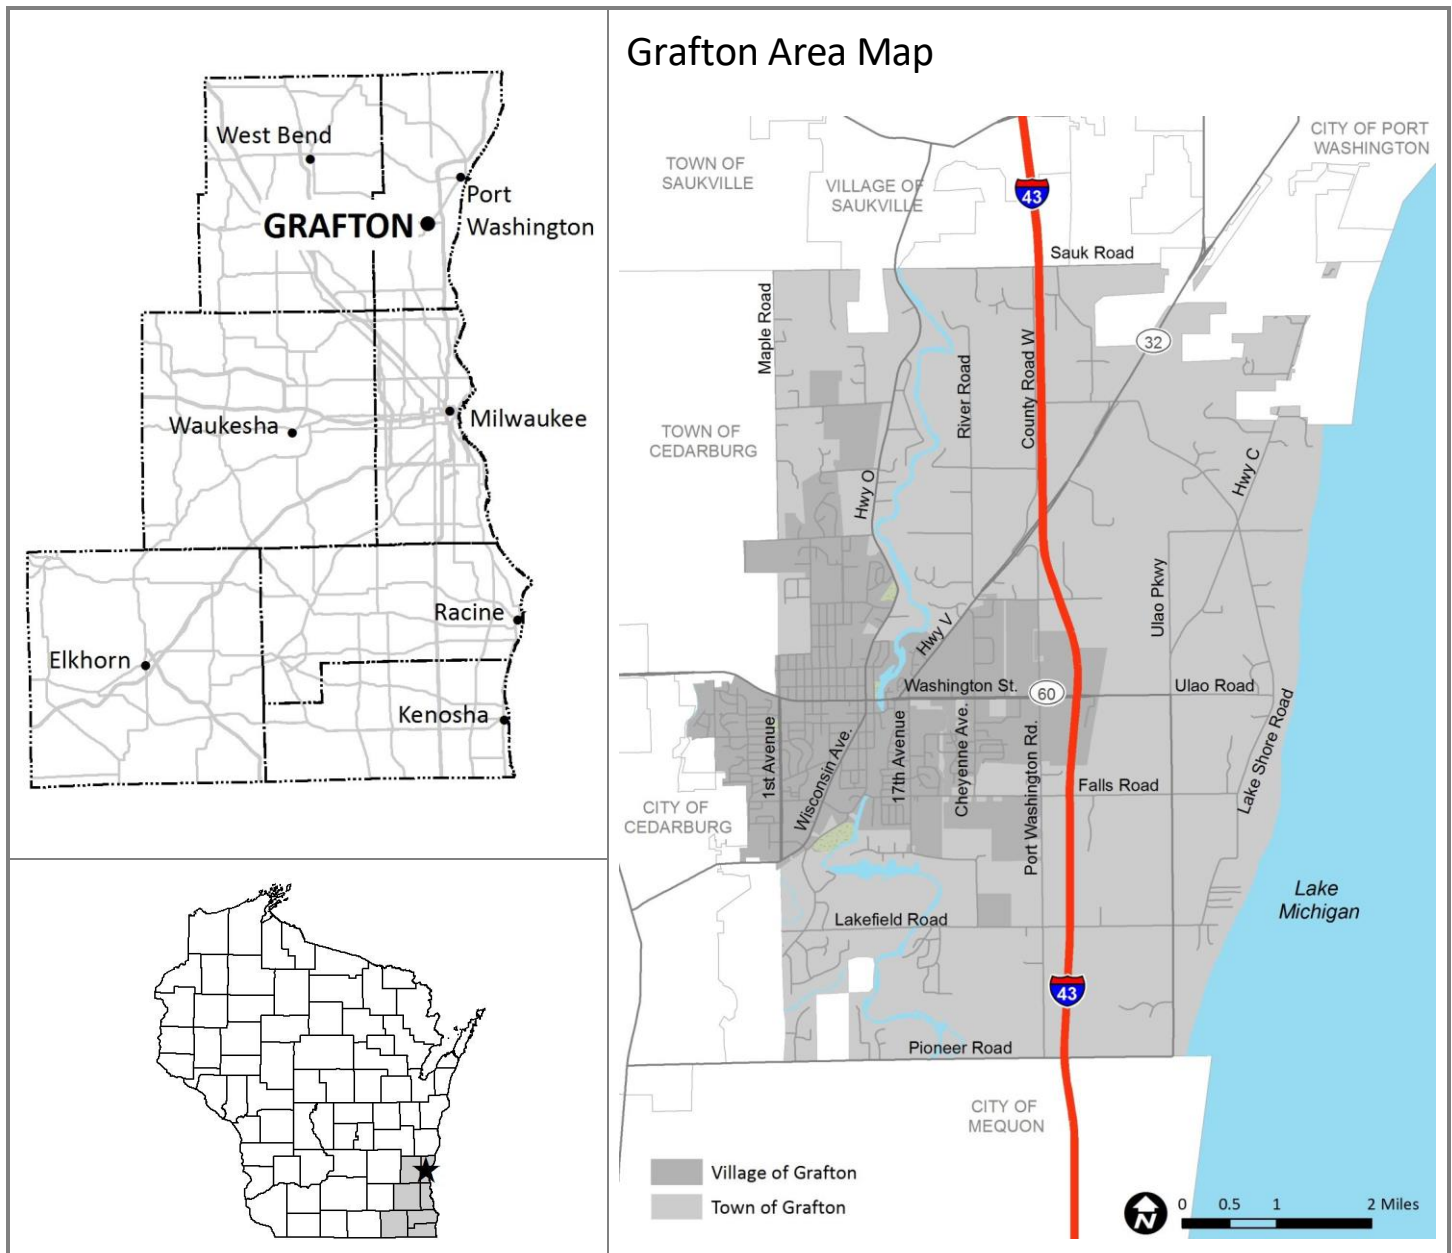 West Bend
Port
Washington
GRAFTON
Waukesha
Milwaukee
Racine
Elkhorn
Kenosha
Grafton Area Map
CITY OF PORT
WASHINGTON
TOWN OF
SAUKVILLE
VILLAGE OF
SAUKVILLE
43
Sauk Road
Maple Road
32
River Road
County Road W
TOWN OF
CEDARBURG
Hwy O
Hwy C
Ulao Pkwy
Hwy V
Washington St.
60
Ulao Road
1st Avenue
Wisconsin Ave.
17th Avenue
Cheyenne Ave.
Port Washington Rd.
Falls Road
Lake Shore Road
CITY OF
CEDARBURG
Lake
Michigan
Lakefield Road
43
Pioneer Road
CITY OF
MEQUON
Village of Grafton
Town of Grafton
N
0 0.5 1 2 Miles